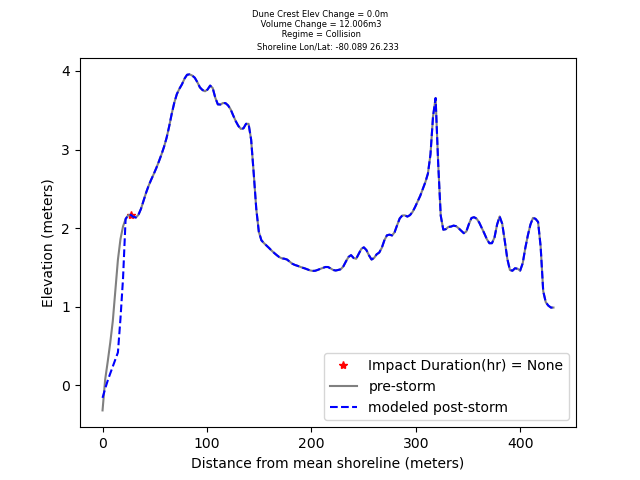 Dune Crest Elev Change = 0.0m
Volume Change = 12.006m3
Regime = Collision
Shoreline Lon/Lat: -80.089 26.233
4
3
2
1
0
Elevation (meters)
Impact Duration(hr) = None
pre-storm
modeled post-storm
0 100 200 300 400
Distance from mean shoreline (meters)